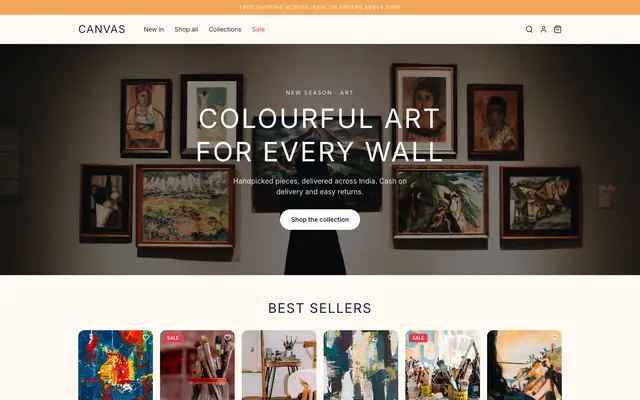 FREE SHIPPING ACROSS INDIA ON ORDERS ABOVE ₹999
CANVAS
New in
Shop all
Collections
Sale
NEW SEASON · ART
COLOURFUL ART
FOR EVERY WALL
Handpicked pieces, delivered across India. Cash on
delivery and easy returns.
Shop the collection
BEST SELLERS
SALE
SALE